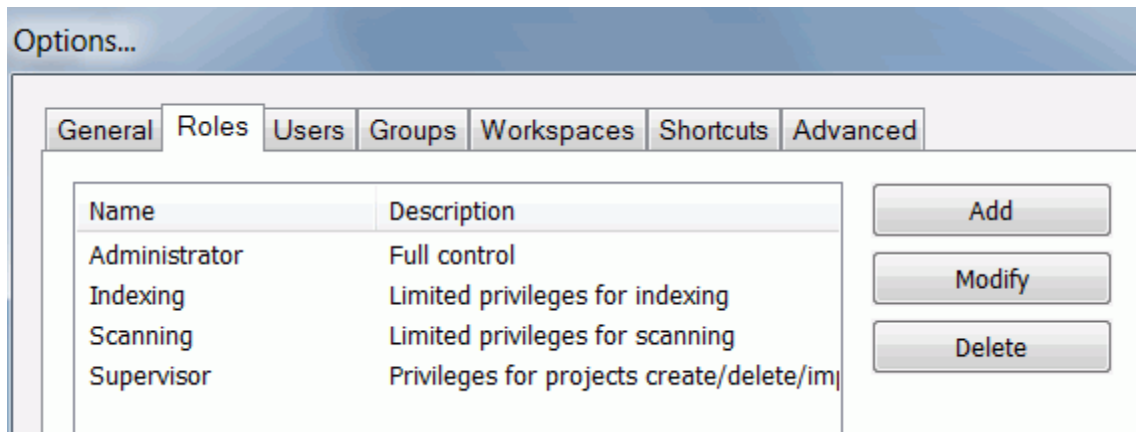 Options...
General Roles Users Groups Workspaces Shortcuts Advanced
Name Description Add
Administrator Full control
Indexing Limited privileges for indexing Modify
Scanning Limited privileges for scanning Delete
Supervisor Privileges for projects create/delete/